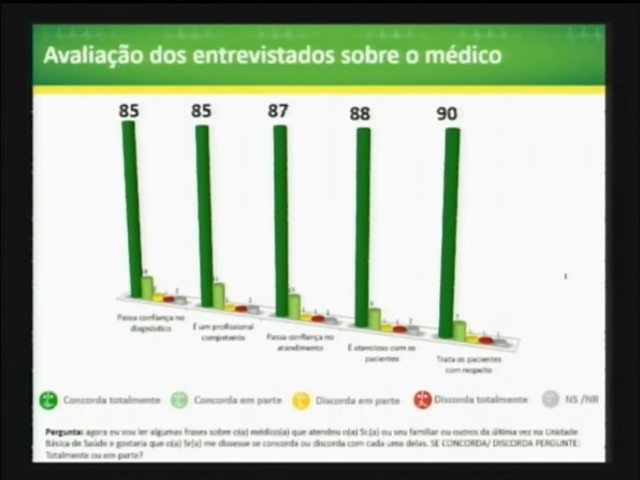 Avaliação dos entrevistados sobre o médico
85 85 87 88 90
Passa confiança no diagnóstico
É um profissional competente
Passa confiança no atendimento
É atencioso com os pacientes
Trata os pacientes com respeito
Concorda totalmente Concorda em parte Discorda em parte Discorda totalmente NS /NR
Pergunta: agora eu vou ler algumas frases sobre o(a) médico(a) que atendeu o(a) Sr.(a) ou seu familiar ou outros da última vez na Unidade
Básica de Saúde e gostaria que o(a) Sr(a) me dissesse se concorda ou discorda com cada uma delas. SE CONCORDA/ DISCORDA PERGUNTE:
Totalmente ou em parte?